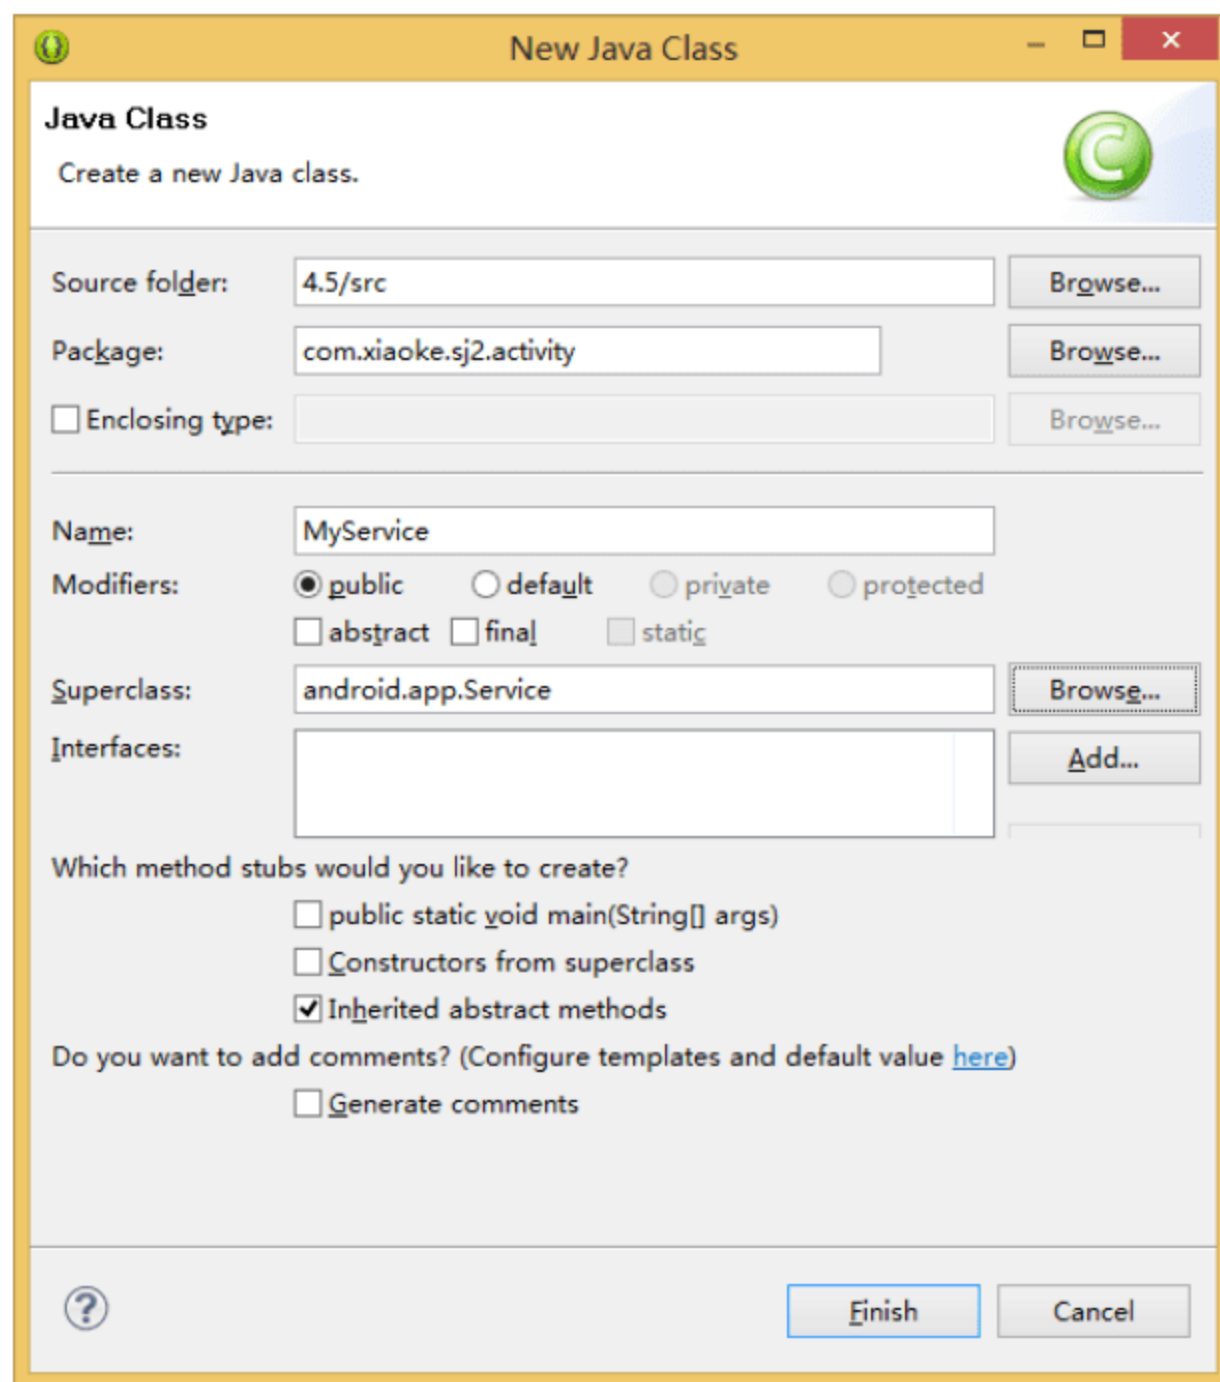 New Java Class
Java Class
Create a new Java class.
Source folder: 4.5/src Browse...
Package: com.xiaoke.sj2.activity Browse...
Enclosing type: Browse...
Name: MyService
Modifiers: public default private protected
abstract final static
Superclass: android.app.Service Browse...
Interfaces: Add...
Which method stubs would you like to create?
public static void main(String[] args)
Constructors from superclass
Inherited abstract methods
Do you want to add comments? (Configure templates and default value here)
Generate comments
Finish Cancel